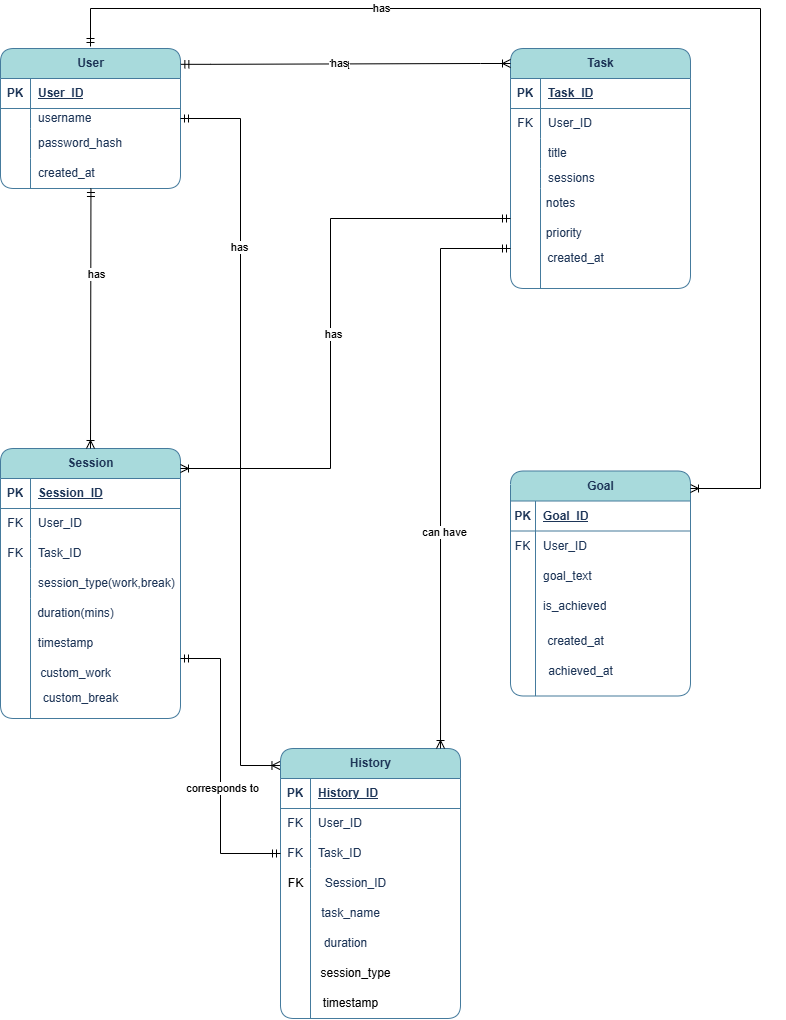 has
User
PK User_ID
username
password_hash
created_at
has
Task
PK Task_ID
FK User_ID
title
sessions
notes
priority
created_at
has
has
has
can have
Session
PK Session_ID
FK User_ID
FK Task_ID
session_type(work,break)
duration(mins)
timestamp
custom_work
custom_break
Goal
PK Goal_ID
FK User_ID
goal_text
is_achieved
created_at
achieved_at
corresponds to
History
PK History_ID
FK User_ID
FK Task_ID
FK Session_ID
task_name
duration
session_type
timestamp